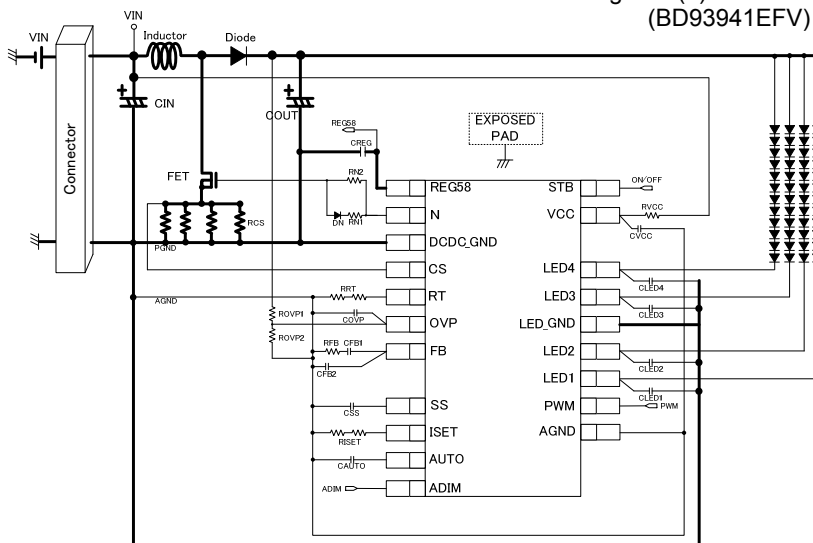 (BD93941EFV)
VIN
VIN
Inductor
Diode
Connector
CIN
COUT
REG58
CREG
EXPOSED
PAD
FET
RN2
DN
RN1
RCS
PGND
AGND
RRT
ROVP1
COVP
ROVP2
RFB
CFB1
CFB2
CSS
RISET
CAUTO
ADIM
REG58
N
DCDC_GND
CS
RT
OVP
FB
SS
ISET
AUTO
ADIM
STB
VCC
LED4
LED3
LED_GND
LED2
LED1
PWM
AGND
ON/OFF
RVCC
CVCC
CLED4
CLED3
CLED2
CLED1
PWM